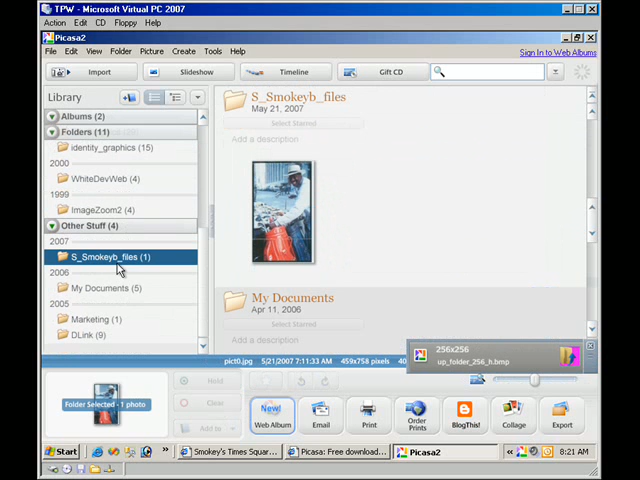 TPW - Microsoft Virtual PC 2007
Action Edit CD Floppy Help
Picasa2
File Edit View Folder Picture Create Tools Help
Sign In to Web Albums
Import Slideshow Timeline Gift CD
Library
Albums (2)
Folders (11)
identity_graphics (15)
2000
WhiteDevWeb (4)
1999
ImageZoom2 (4)
Other Stuff (4)
2007
S_Smokeyb_files (1)
2006
My Documents (5)
2005
Marketing (1)
DLink (9)
S_Smokeyb_files
May 21, 2007
Select Starred
Add a description
My Documents
Apr 11, 2006
Select Starred
Add a description
256x256
up_folder_256_h.bmp
pict0.jpg 5/21/2007 7:11:33 AM 459x758 pixels 40
Folder Selected - 1 photo
Hold
Clear
Add to
New!
Web Album Email Print Order Prints BlogThis! Collage Export
Start
Smokey's Times Squar...
Picasa: Free download...
Picasa2
8:21 AM